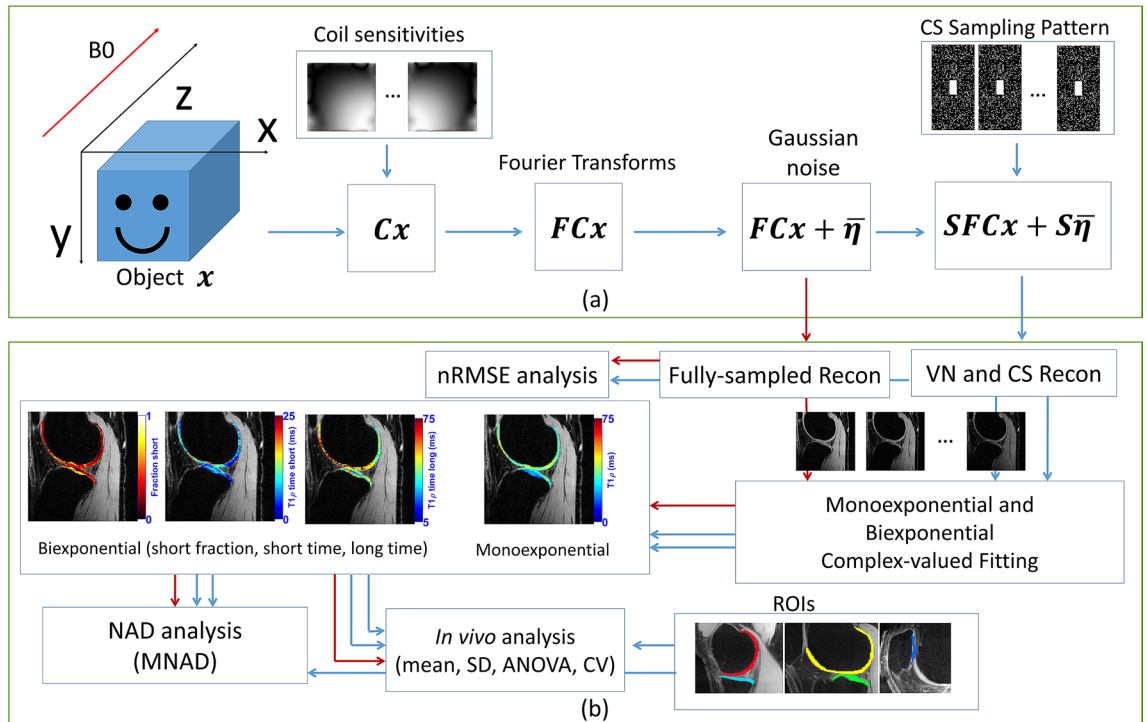 B0
Z
X
y
Object x
Coil sensitivities
...
Cx
Fourier Transforms
FCx
Gaussian
noise
FCx + η̅
CS Sampling Pattern
...
SFCx + Sη̅
(a)
nRMSE analysis
Fully-sampled Recon
VN and CS Recon
...
1
Fraction short
0
25
T1ρ time short (ms)
0
75
T1ρ time long (ms)
5
75
T1ρ (ms)
0
Biexponential (short fraction, short time, long time)
Monoexponential
Monoexponential and
Biexponential
Complex-valued Fitting
NAD analysis
(MNAD)
In vivo analysis
(mean, SD, ANOVA, CV)
ROIs
(b)